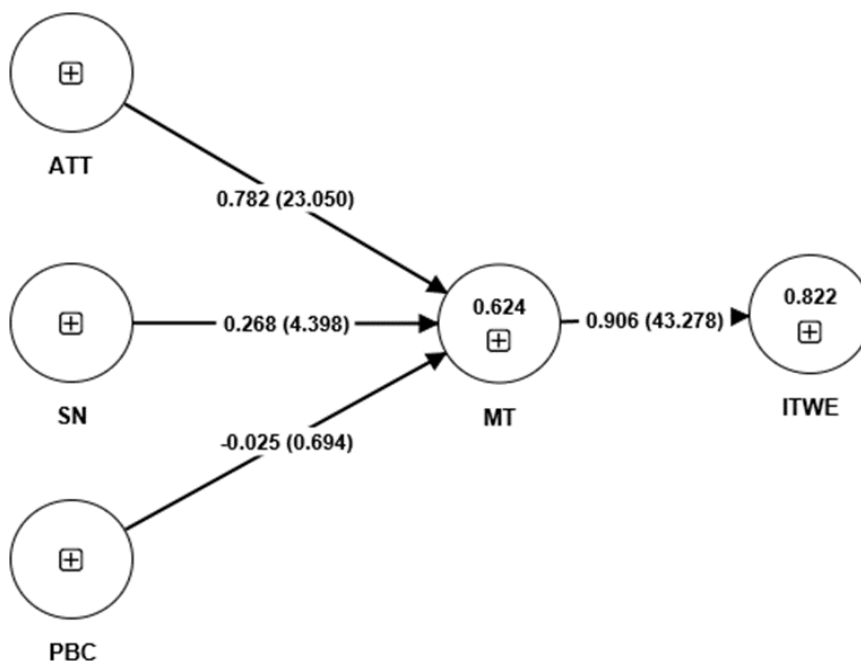 ATT
0.782 (23.050)
SN
0.268 (4.398)
PBC
-0.025 (0.694)
0.624
MT
0.906 (43.278)
0.822
ITWE